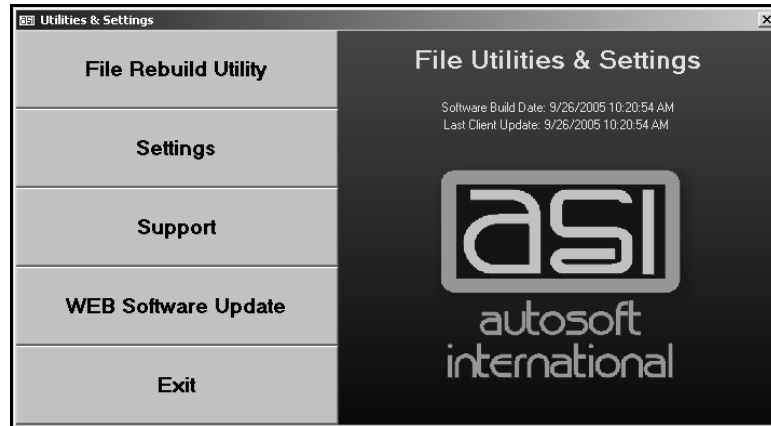 asi Utilities & Settings
File Rebuild Utility
Settings
Support
WEB Software Update
Exit
File Utilities & Settings
Software Build Date: 9/26/2005 10:20:54 AM
Last Client Update: 9/26/2005 10:20:54 AM
asi
autosoft
international